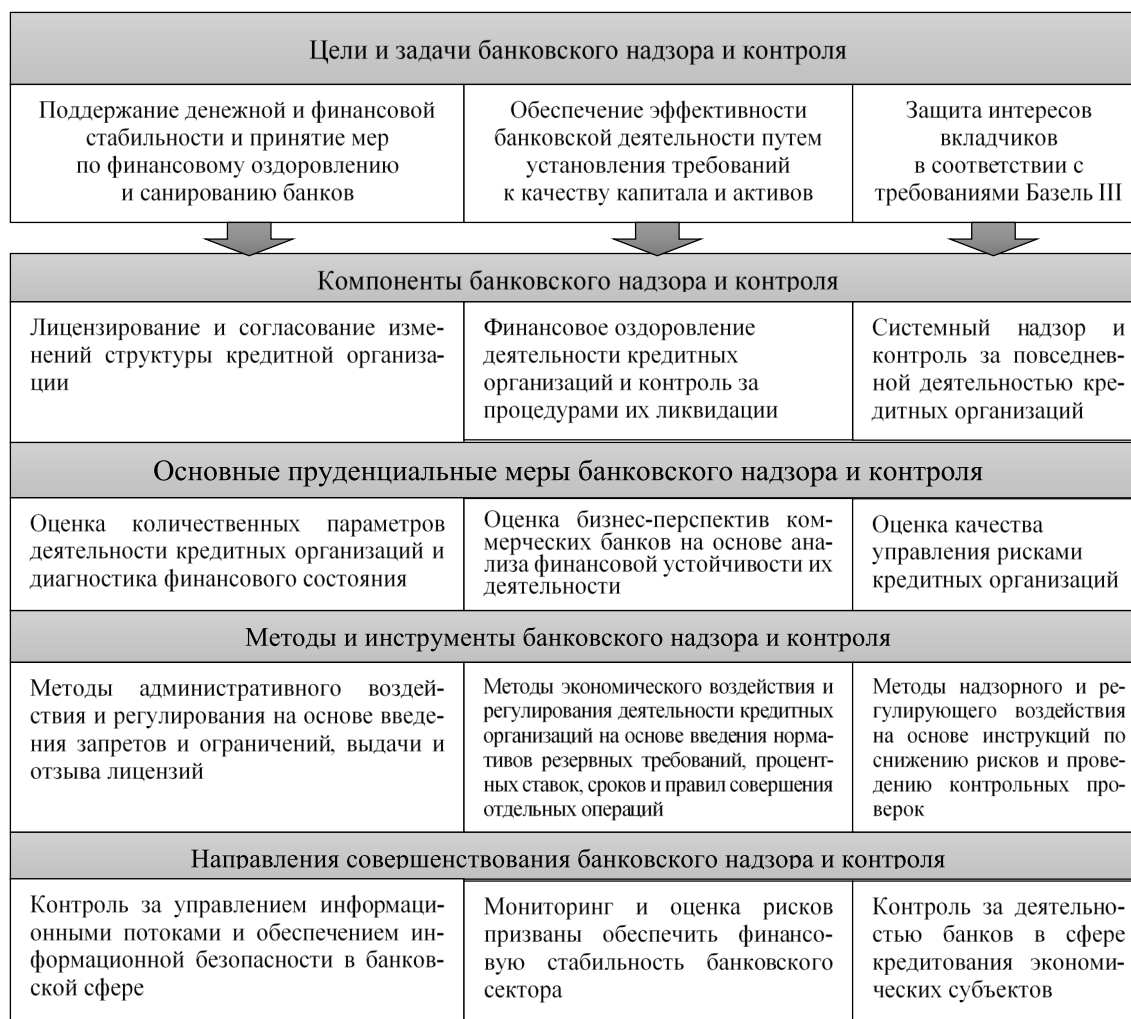 Цели и задачи банковского надзора и контроля
Поддержание денежной и финансовой
стабильности и принятие мер
по финансовому оздоровлению
и санированию банков
Обеспечение эффективности
банковской деятельности путем
установления требований
к качеству капитала и активов
Защита интересов
вкладчиков
в соответствии с
требованиями Базель III
Компоненты банковского надзора и контроля
Лицензирование и согласование изме-
нений структуры кредитной организа-
ции
Финансовое оздоровление
деятельности кредитных
организаций и контроль за
процедурами их ликвидации
Системный надзор и
контроль за повседнев-
ной деятельностью кре-
дитных организаций
Основные пруденциальные меры банковского надзора и контроля
Оценка количественных параметров
деятельности кредитных организаций и
диагностика финансового состояния
Оценка бизнес-перспектив ком-
мерческих банков на основе ана-
лиза финансовой устойчивости их
деятельности
Оценка качества
управления рисками
кредитных организаций
Методы и инструменты банковского надзора и контроля
Методы административного воздей-
ствия и регулирования на основе введе-
ния запретов и ограничений, выдачи и
отзыва лицензий
Методы экономического воздействия и
регулирования деятельности кредитных
организаций на основе введения норма-
тивов резервных требований, процент-
ных ставок, сроков и правил совершения
отдельных операций
Методы надзорного и ре-
гулирующего воздействия
на основе инструкций по
снижению рисков и прове-
дению контрольных про-
верок
Направления совершенствования банковского надзора и контроля
Контроль за управлением информаци-
онными потоками и обеспечением ин-
формационной безопасности в банков-
ской сфере
Мониторинг и оценка рисков
призваны обеспечить финансо-
вую стабильность банковского
сектора
Контроль за деятельно-
стью банков в сфере
кредитования экономи-
ческих субъектов